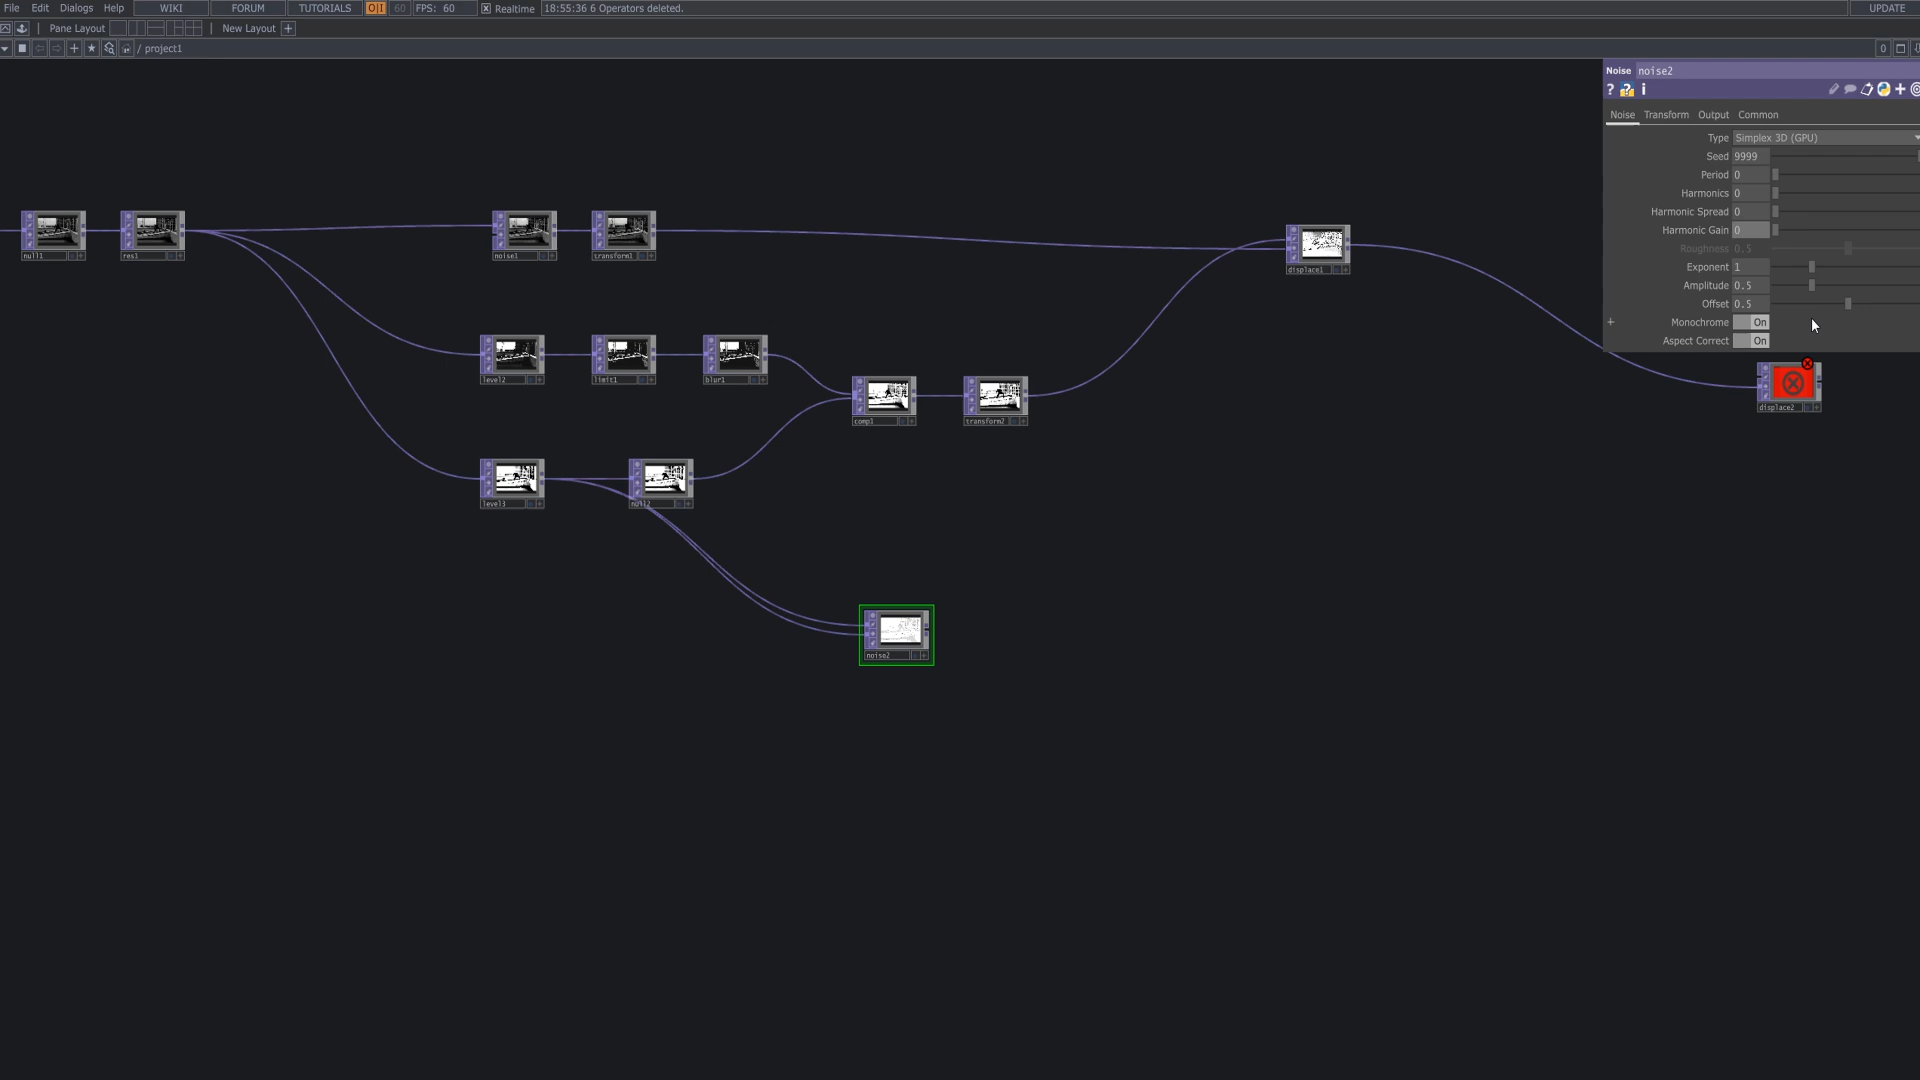 File Edit Dialogs Help WIKI FORUM TUTORIALS O|I 60 FPS: 60 Realtime 18:55:36 6 Operators deleted. UPDATE
Pane Layout New Layout +
/ project1 0
Noise noise2
? ? i
Noise Transform Output Common
Type Simplex 3D (GPU)
Seed 9999
Period 0
Harmonics 0
Harmonic Spread 0
Harmonic Gain 0
Roughness 0.5
Exponent 1
Amplitude 0.5
Offset 0.5
+ Monochrome On
Aspect Correct On
null1 res1 noise1 transform1 displace1
level2 limit1 blur1
displace2
comp1 transform2
level3 null2
noise2